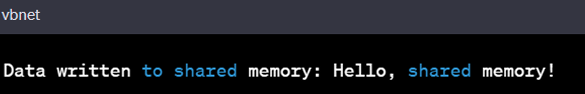 vbnet
Data written to shared memory: Hello, shared memory!